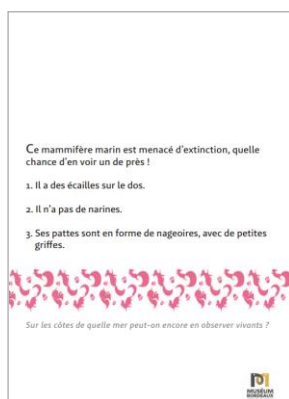 Ce mammifère marin est menacé d'extinction, quelle
chance d'en voir un de près !
1. Il a des écailles sur le dos.
2. Il n'a pas de narines.
3. Ses pattes sont en forme de nageoires, avec de petites
griffes.
Sur les côtes de quelle mer peut-on encore en observer vivants ?
MUSÉUM
BORDEAUX